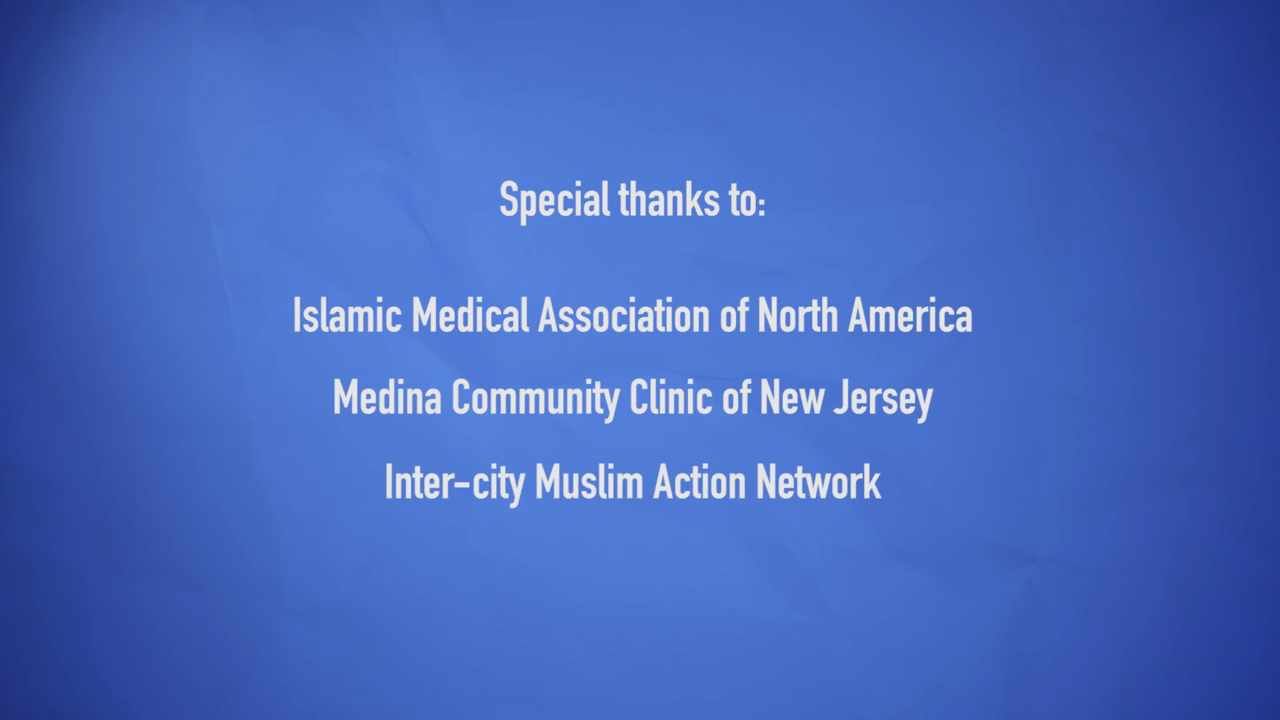 Special thanks to:
Islamic Medical Association of North America
Medina Community Clinic of New Jersey
Inter-city Muslim Action Network